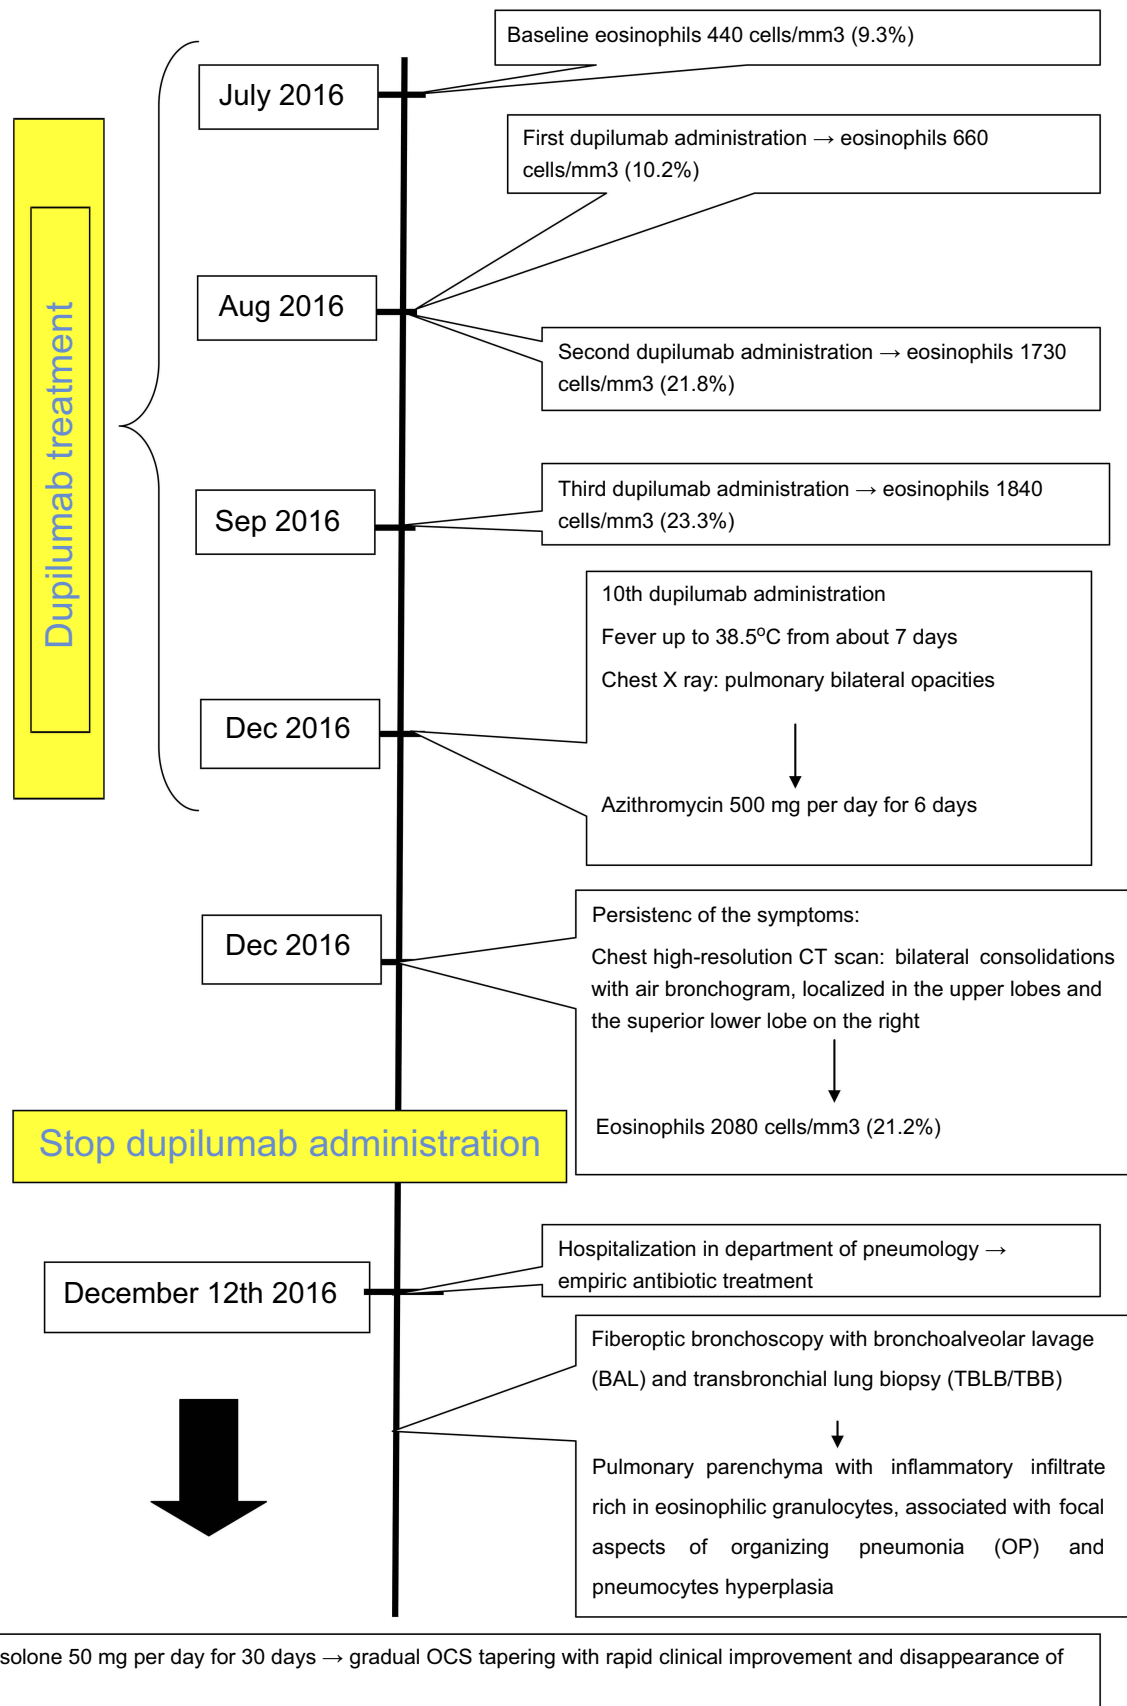 Baseline eosinophils 440 cells/mm3 (9.3%)
July 2016
First dupilumab administration → eosinophils 660
cells/mm3 (10.2%)
Aug 2016
Second dupilumab administration → eosinophils 1730
cells/mm3 (21.8%)
Dupilumab treatment
Third dupilumab administration → eosinophils 1840
cells/mm3 (23.3%)
Sep 2016
10th dupilumab administration
Fever up to 38.5°C from about 7 days
Chest X ray: pulmonary bilateral opacities
Dec 2016
Azithromycin 500 mg per day for 6 days
Persistenc of the symptoms:
Dec 2016
Chest high-resolution CT scan: bilateral consolidations
with air bronchogram, localized in the upper lobes and
the superior lower lobe on the right
Eosinophils 2080 cells/mm3 (21.2%)
Stop dupilumab administration
Hospitalization in department of pneumology →
empiric antibiotic treatment
December 12th 2016
Fiberoptic bronchoscopy with bronchoalveolar lavage
(BAL) and transbronchial lung biopsy (TBLB/TBB)
Pulmonary parenchyma with inflammatory infiltrate
rich in eosinophilic granulocytes, associated with focal
aspects of organizing pneumonia (OP) and
pneumocytes hyperplasia
solone 50 mg per day for 30 days → gradual OCS tapering with rapid clinical improvement and disappearance of